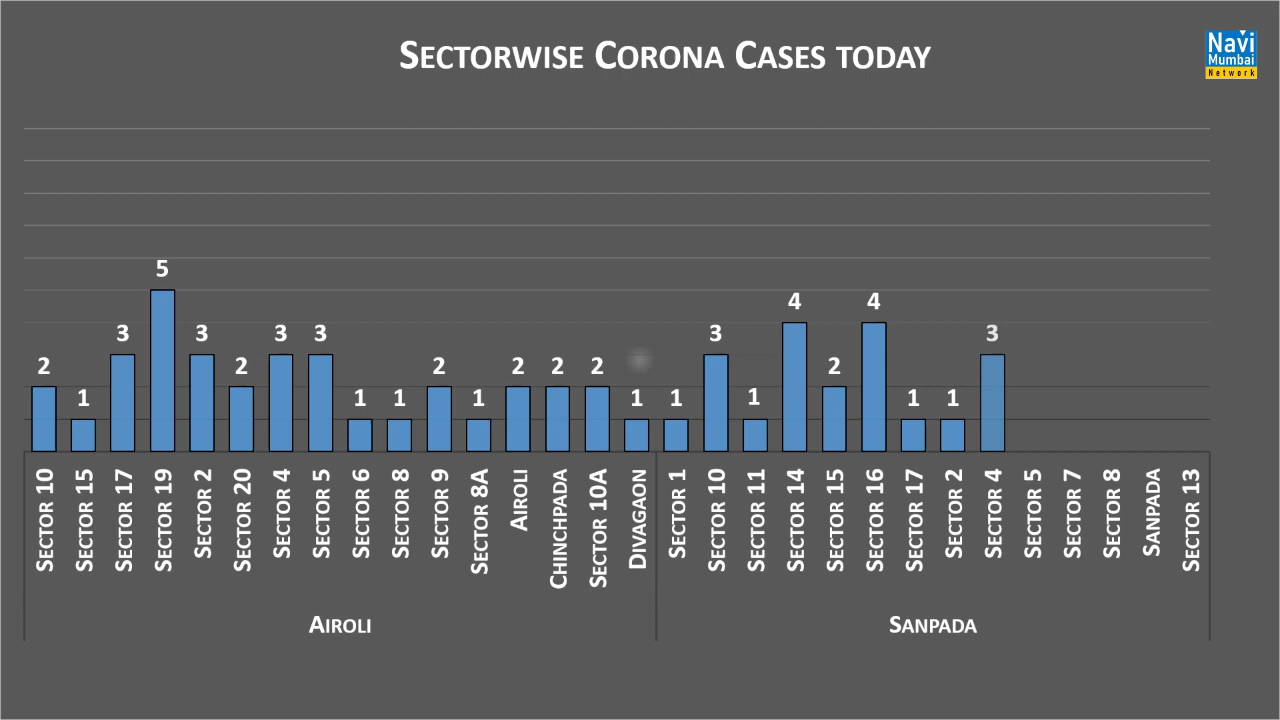 Sectorwise Corona Cases today
Navi
Mumbai
Network
2
1
3
5
3
2
3
3
1
1
2
1
2
2
2
1
1
3
1
4
2
4
1
1
3
Sector 10
Sector 15
Sector 17
Sector 19
Sector 2
Sector 20
Sector 4
Sector 5
Sector 6
Sector 8
Sector 9
Sector 8A
Airoli
Chinchpada
Sector 10A
Divagaon
Sector 1
Sector 10
Sector 11
Sector 14
Sector 15
Sector 16
Sector 17
Sector 2
Sector 4
Sector 5
Sector 7
Sector 8
Sanpada
Sector 13
Airoli
Sanpada